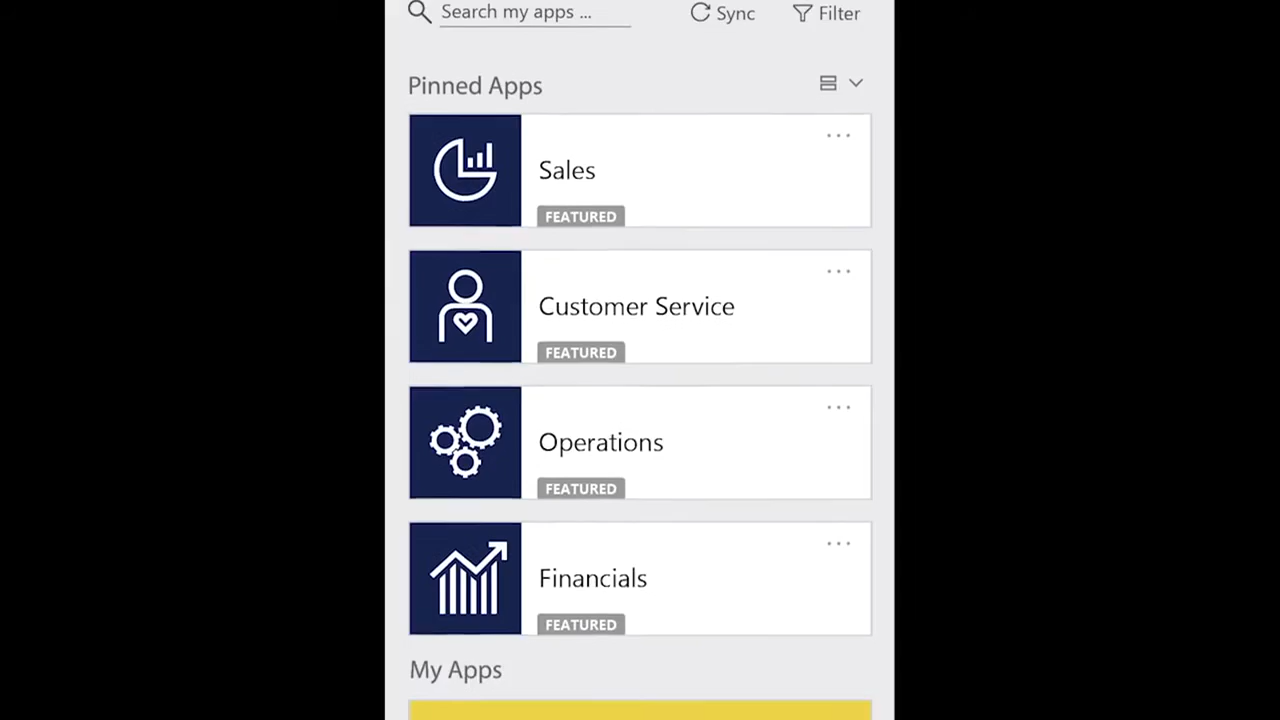 Search my apps ...
Sync
Filter
Pinned Apps
Sales
FEATURED
Customer Service
FEATURED
Operations
FEATURED
Financials
FEATURED
My Apps